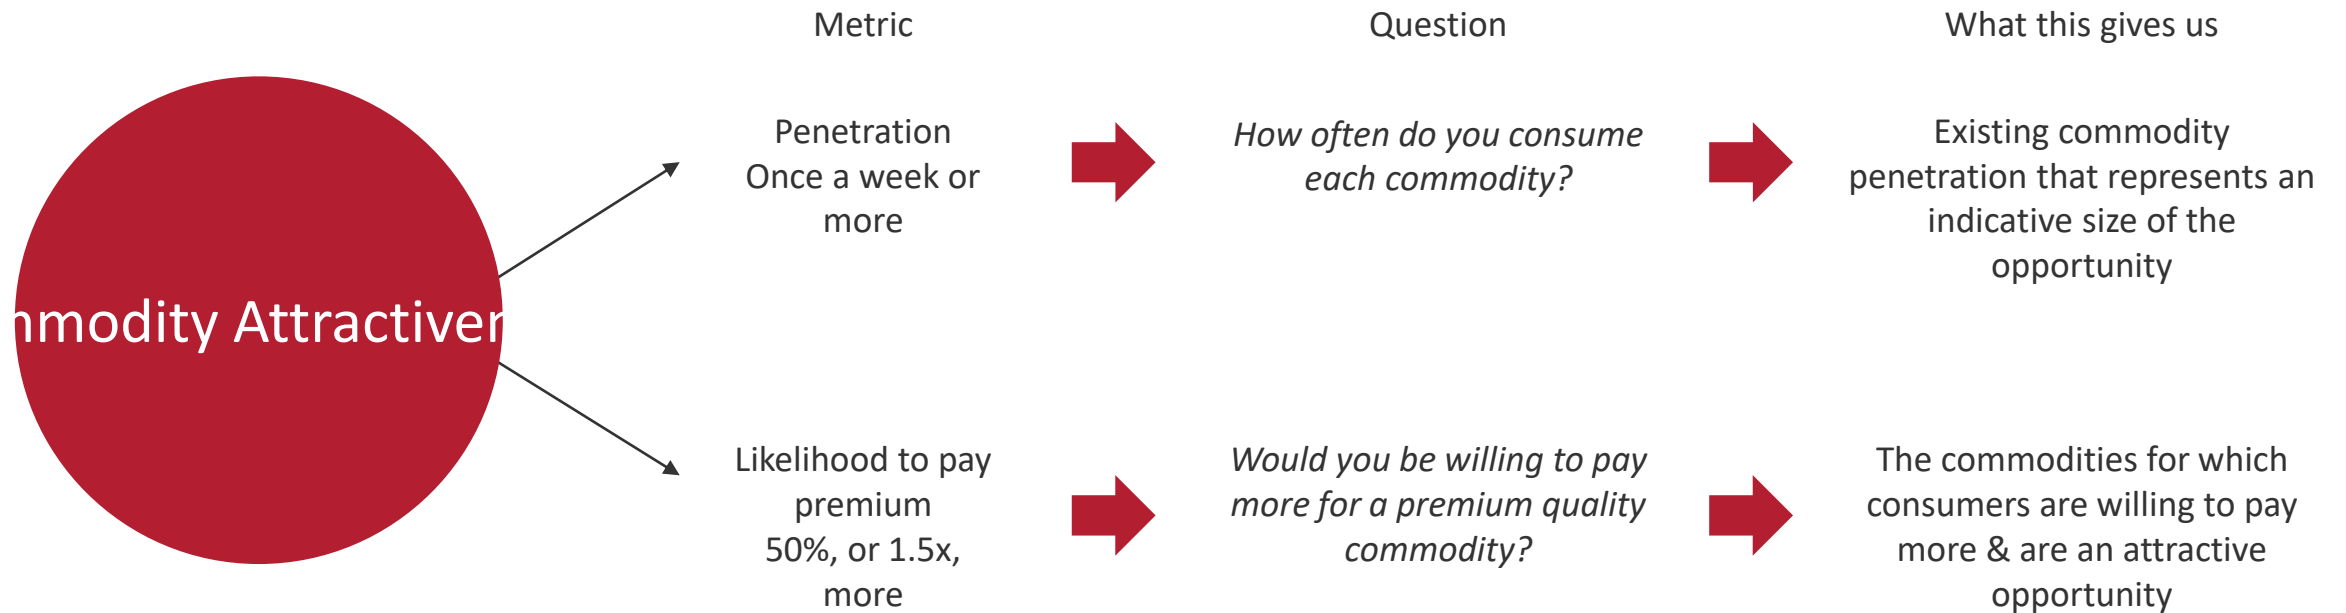 Metric
Question
What this gives us
mmodity Attractiven
Penetration
Once a week or
more
How often do you consume
each commodity?
Existing commodity
penetration that represents an
indicative size of the
opportunity
Likelihood to pay
premium
50%, or 1.5x,
more
Would you be willing to pay
more for a premium quality
commodity?
The commodities for which
consumers are willing to pay
more & are an attractive
opportunity